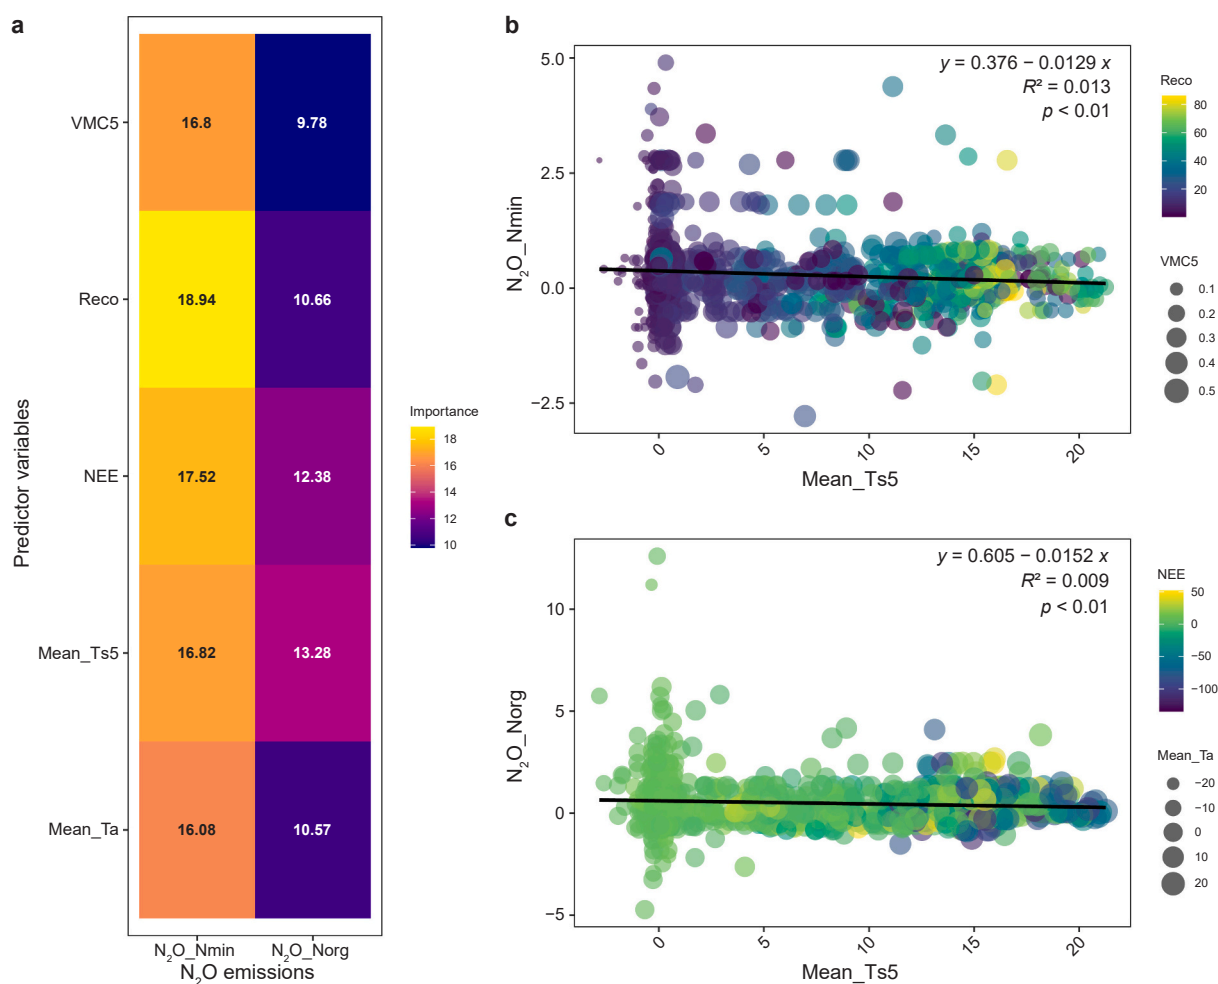 a
Predictor variables
VMC5
Reco
NEE
Mean_Ts5
Mean_Ta
16.8 9.78
18.94 10.66
17.52 12.38
16.82 13.28
16.08 10.57
N₂O_Nmin N₂O_Norg
N₂O emissions
Importance
18
16
14
12
10
b
y = 0.376 − 0.0129 x
R² = 0.013
p < 0.01
N₂O_Nmin
5.0
2.5
0.0
−2.5
0 5 10 15 20
Mean_Ts5
Reco
80
60
40
20
VMC5
0.1
0.2
0.3
0.4
0.5
c
y = 0.605 − 0.0152 x
R² = 0.009
p < 0.01
N₂O_Norg
10
5
0
−5
0 5 10 15 20
Mean_Ts5
NEE
50
0
−50
−100
Mean_Ta
−20
−10
0
10
20